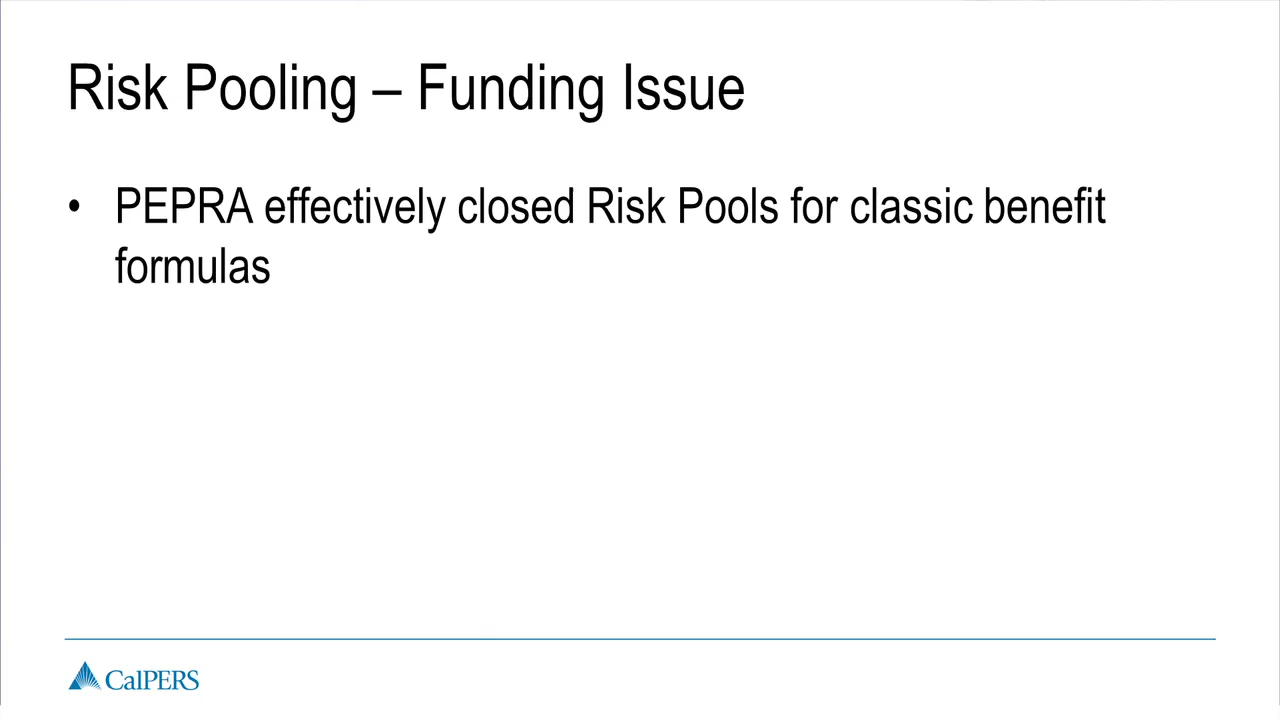 Risk Pooling – Funding Issue
• PEPRA effectively closed Risk Pools for classic benefit
formulas
CalPERS